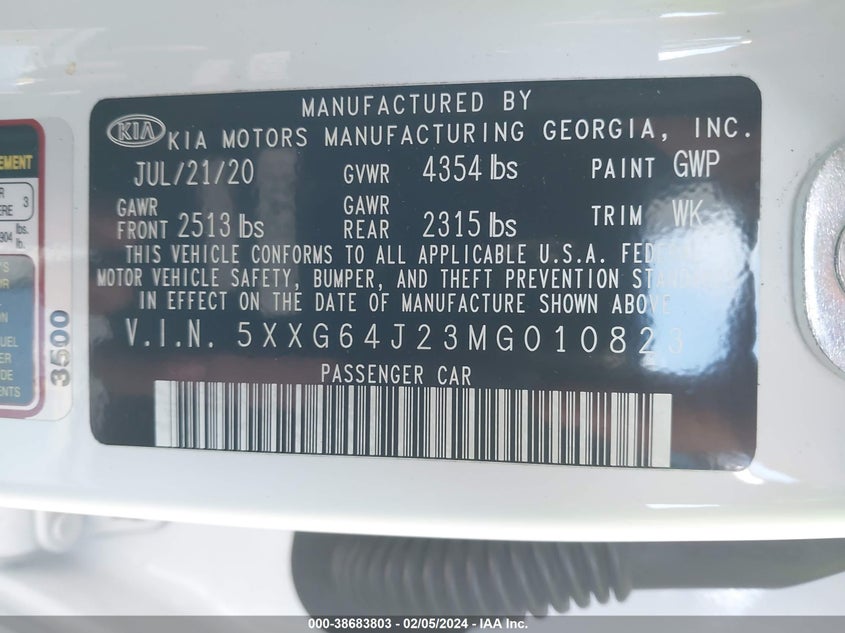 MANUFACTURED BY
KIA KIA MOTORS MANUFACTURING GEORGIA, INC.
JUL/21/20 GVWR 4354 lbs PAINT GWP
GAWR FRONT 2513 lbs GAWR REAR 2315 lbs TRIM WK
THIS VEHICLE CONFORMS TO ALL APPLICABLE U.S.A. FEDERAL
MOTOR VEHICLE SAFETY, BUMPER, AND THEFT PREVENTION STANDARDS
IN EFFECT ON THE DATE OF MANUFACTURE SHOWN ABOVE
V.I.N. 5XXG64J23MG010823
PASSENGER CAR
3500
000-38683803 - 02/05/2024 - IAA Inc.